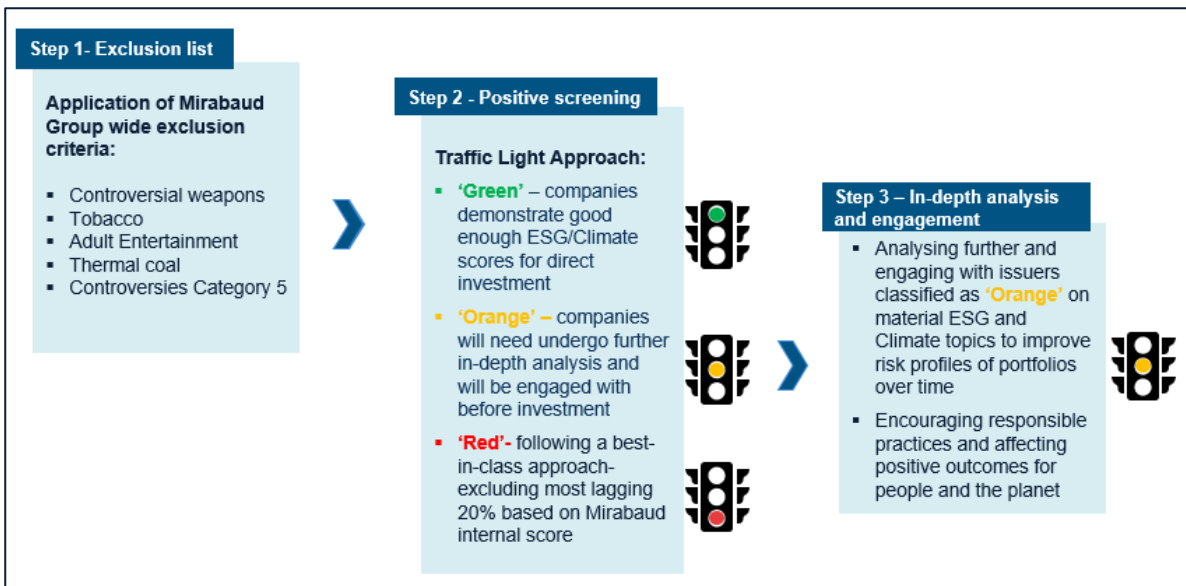 Step 1- Exclusion list
Application of Mirabaud
Group wide exclusion
criteria:
▪ Controversial weapons
▪ Tobacco
▪ Adult Entertainment
▪ Thermal coal
▪ Controversies Category 5
Step 2 - Positive screening
Traffic Light Approach:
▪ ‘Green’ – companies
demonstrate good
enough ESG/Climate
scores for direct
investment
▪ ‘Orange’ – companies
will need undergo further
in-depth analysis and
will be engaged with
before investment
▪ ‘Red’- following a best-
in-class approach-
excluding most lagging
20% based on Mirabaud
internal score
Step 3 – In-depth analysis
and engagement
▪ Analysing further and
engaging with issuers
classified as ‘Orange’ on
material ESG and
Climate topics to improve
risk profiles of portfolios
over time
▪ Encouraging responsible
practices and affecting
positive outcomes for
people and the planet